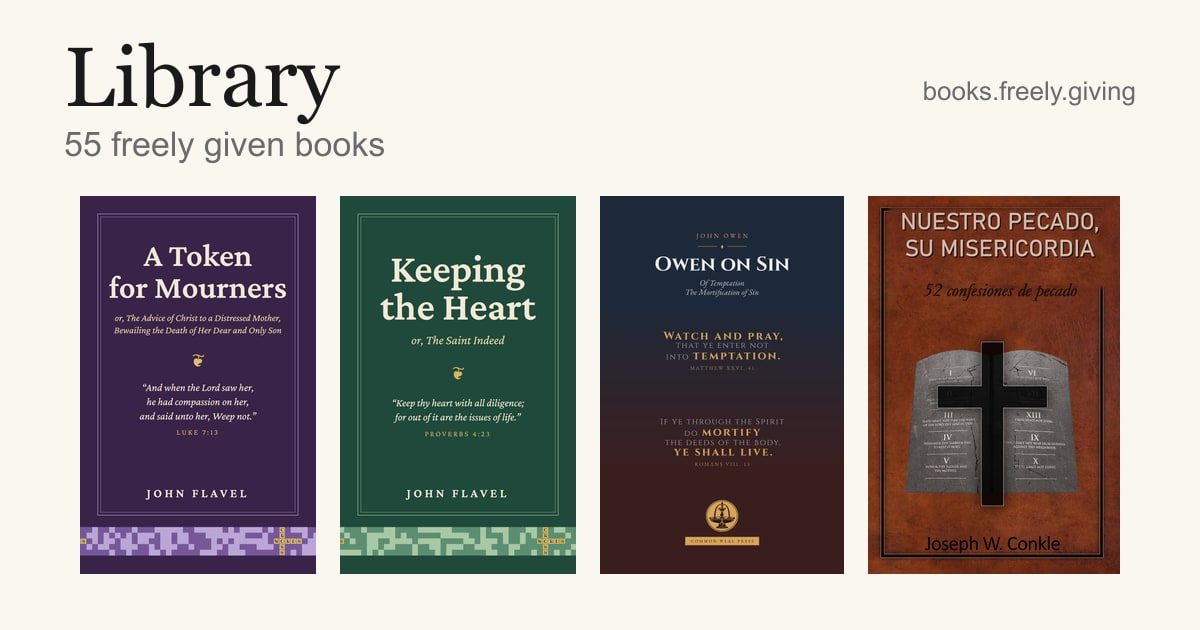 Library
55 freely given books
books.freely.giving
A Token
for Mourners
or, The Advice of Christ to a Distressed Mother,
Bewailing the Death of Her Dear and Only Son
“And when the Lord saw her,
he had compassion on her,
and said unto her, Weep not.”
LUKE 7:13
JOHN FLAVEL
Keeping
the Heart
or, The Saint Indeed
“Keep thy heart with all diligence;
for out of it are the issues of life.”
PROVERBS 4:23
JOHN FLAVEL
JOHN OWEN
OWEN ON SIN
Of Temptation
The Mortification of Sin
WATCH AND PRAY,
THAT YE ENTER NOT
INTO TEMPTATION.
MATTHEW XXVI. 41
IF YE THROUGH THE SPIRIT
DO MORTIFY
THE DEEDS OF THE BODY,
YE SHALL LIVE.
ROMANS VIII. 13
COMMON WEAL PRESS
NUESTRO PECADO,
SU MISERICORDIA
52 confesiones de pecado
I
VI
III
XIII
IV
IX
V
X
Joseph W. Conkle